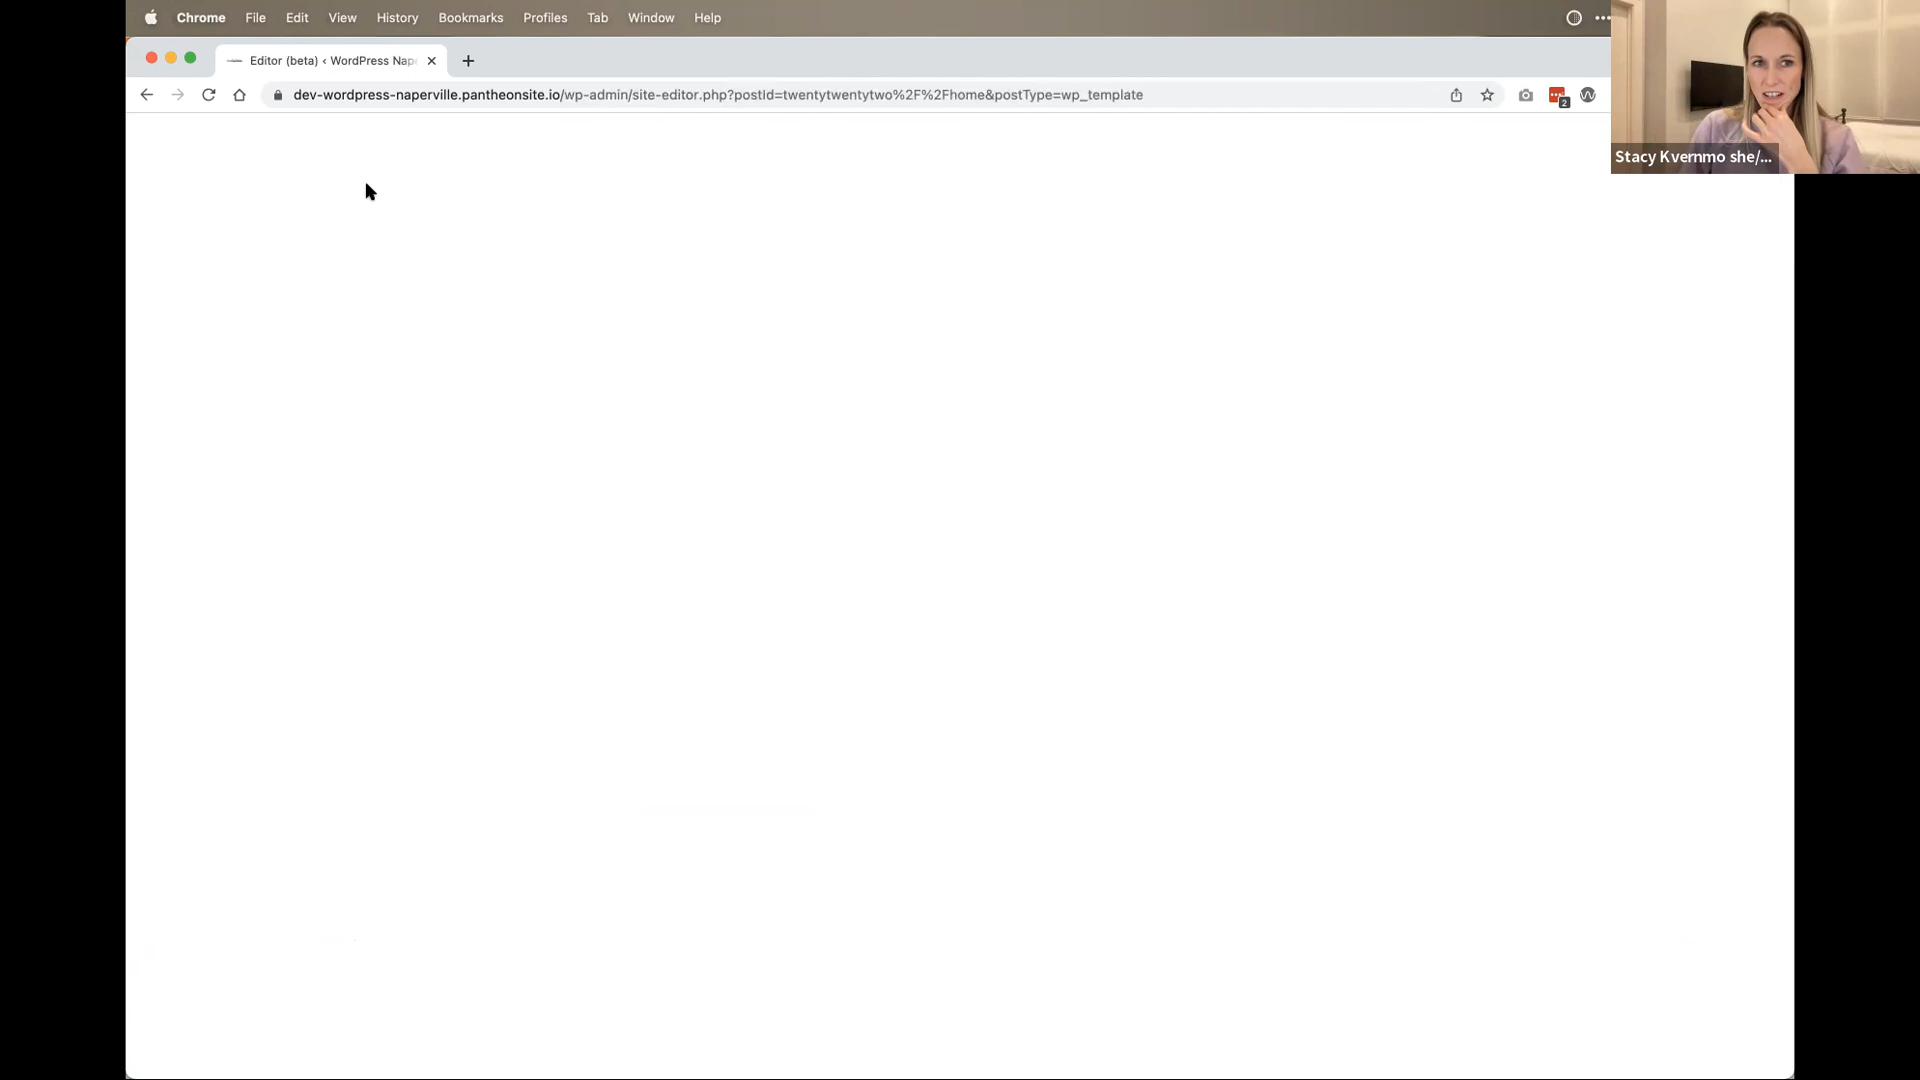 Chrome File Edit View History Bookmarks Profiles Tab Window Help
Editor (beta) ‹ WordPress Nap
dev-wordpress-naperville.pantheonsite.io/wp-admin/site-editor.php?postId=twentytwentytwo%2F%2Fhome&postType=wp_template
2
Stacy Kvernmo she/...